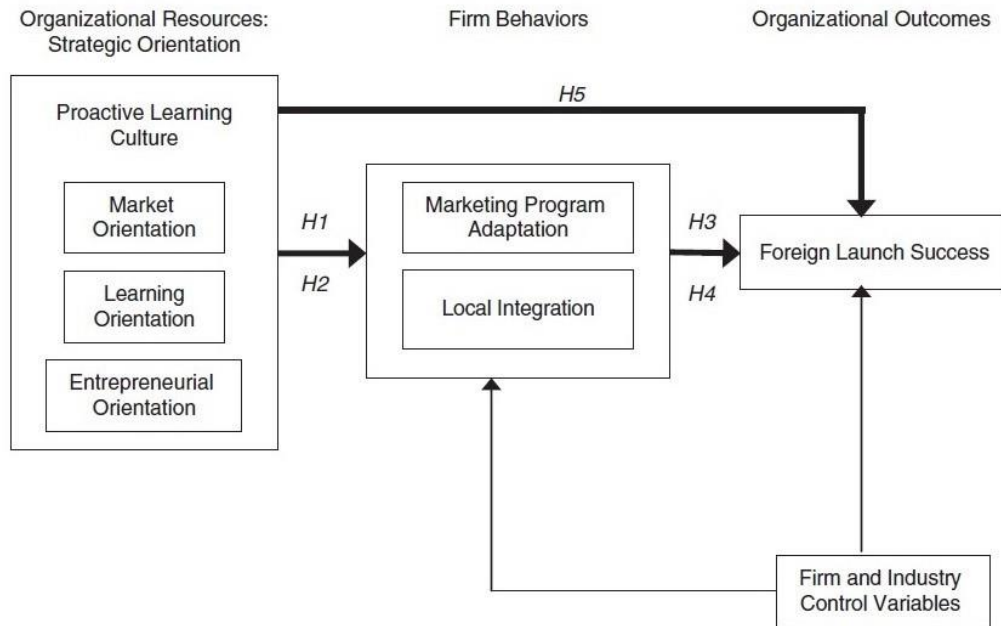 Organizational Resources:
Strategic Orientation
Firm Behaviors
Organizational Outcomes
Proactive Learning
Culture
Market
Orientation
Learning
Orientation
Entrepreneurial
Orientation
H1
H2
H5
Marketing Program
Adaptation
Local Integration
H3
H4
Foreign Launch Success
Firm and Industry
Control Variables